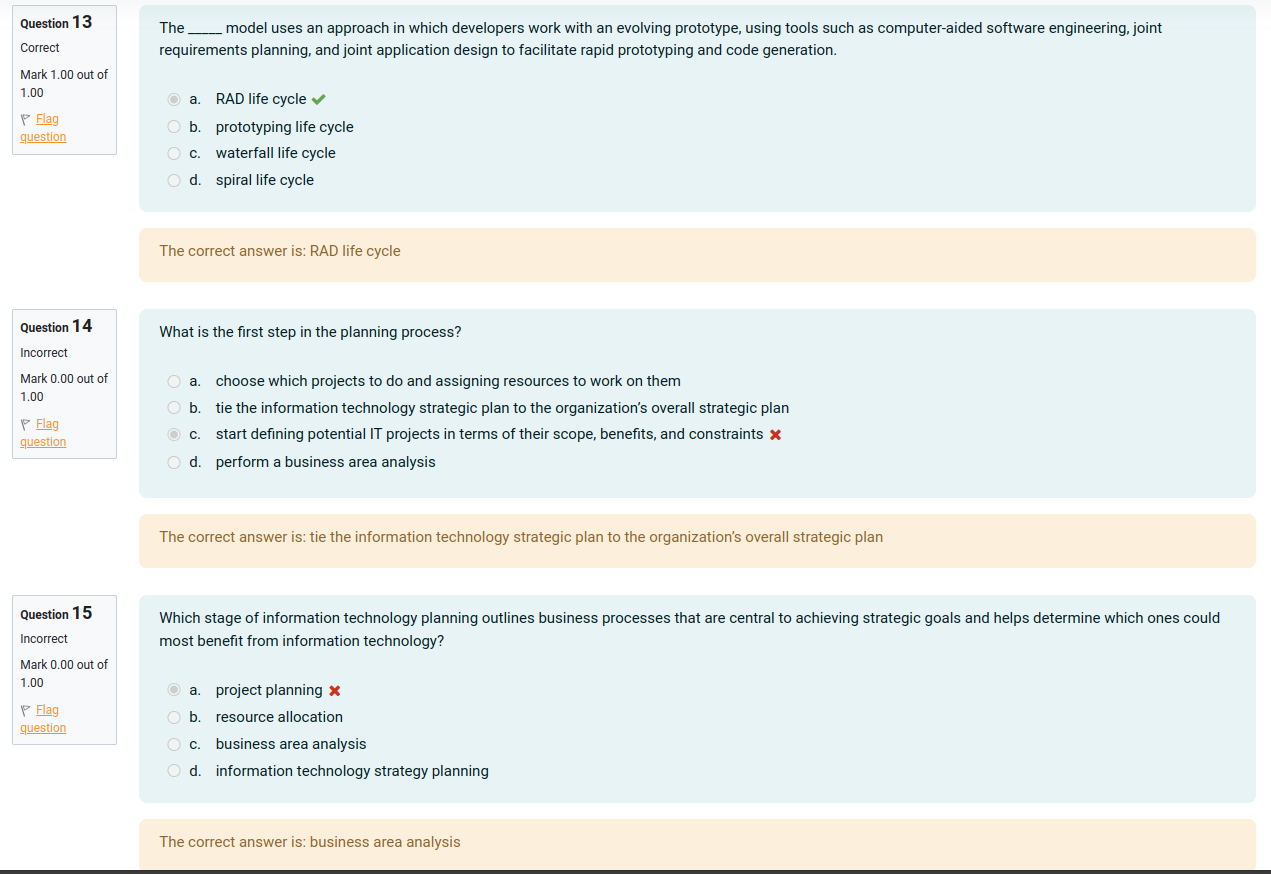 Question 13
Correct
Mark 1.00 out of
1.00
Flag
question
The _____ model uses an approach in which developers work with an evolving prototype, using tools such as computer-aided software engineering, joint
requirements planning, and joint application design to facilitate rapid prototyping and code generation.
a. RAD life cycle
b. prototyping life cycle
c. waterfall life cycle
d. spiral life cycle
The correct answer is: RAD life cycle
Question 14
Incorrect
Mark 0.00 out of
1.00
Flag
question
What is the first step in the planning process?
a. choose which projects to do and assigning resources to work on them
b. tie the information technology strategic plan to the organization’s overall strategic plan
c. start defining potential IT projects in terms of their scope, benefits, and constraints
d. perform a business area analysis
The correct answer is: tie the information technology strategic plan to the organization’s overall strategic plan
Question 15
Incorrect
Mark 0.00 out of
1.00
Flag
question
Which stage of information technology planning outlines business processes that are central to achieving strategic goals and helps determine which ones could
most benefit from information technology?
a. project planning
b. resource allocation
c. business area analysis
d. information technology strategy planning
The correct answer is: business area analysis